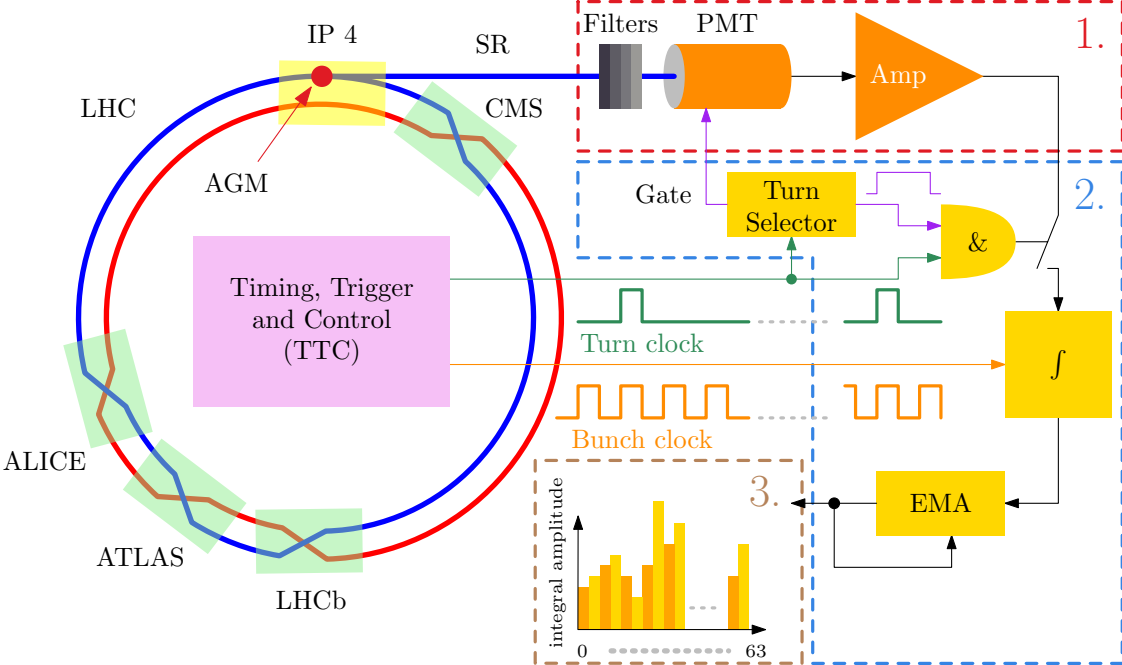 IP 4
SR
LHC
CMS
AGM
Filters
PMT
1.
Amp
Gate
Turn
Selector
2.
&
Timing, Trigger
and Control
(TTC)
Turn clock
∫
Bunch clock
ALICE
ATLAS
LHCb
EMA
3.
integral amplitude
0
63